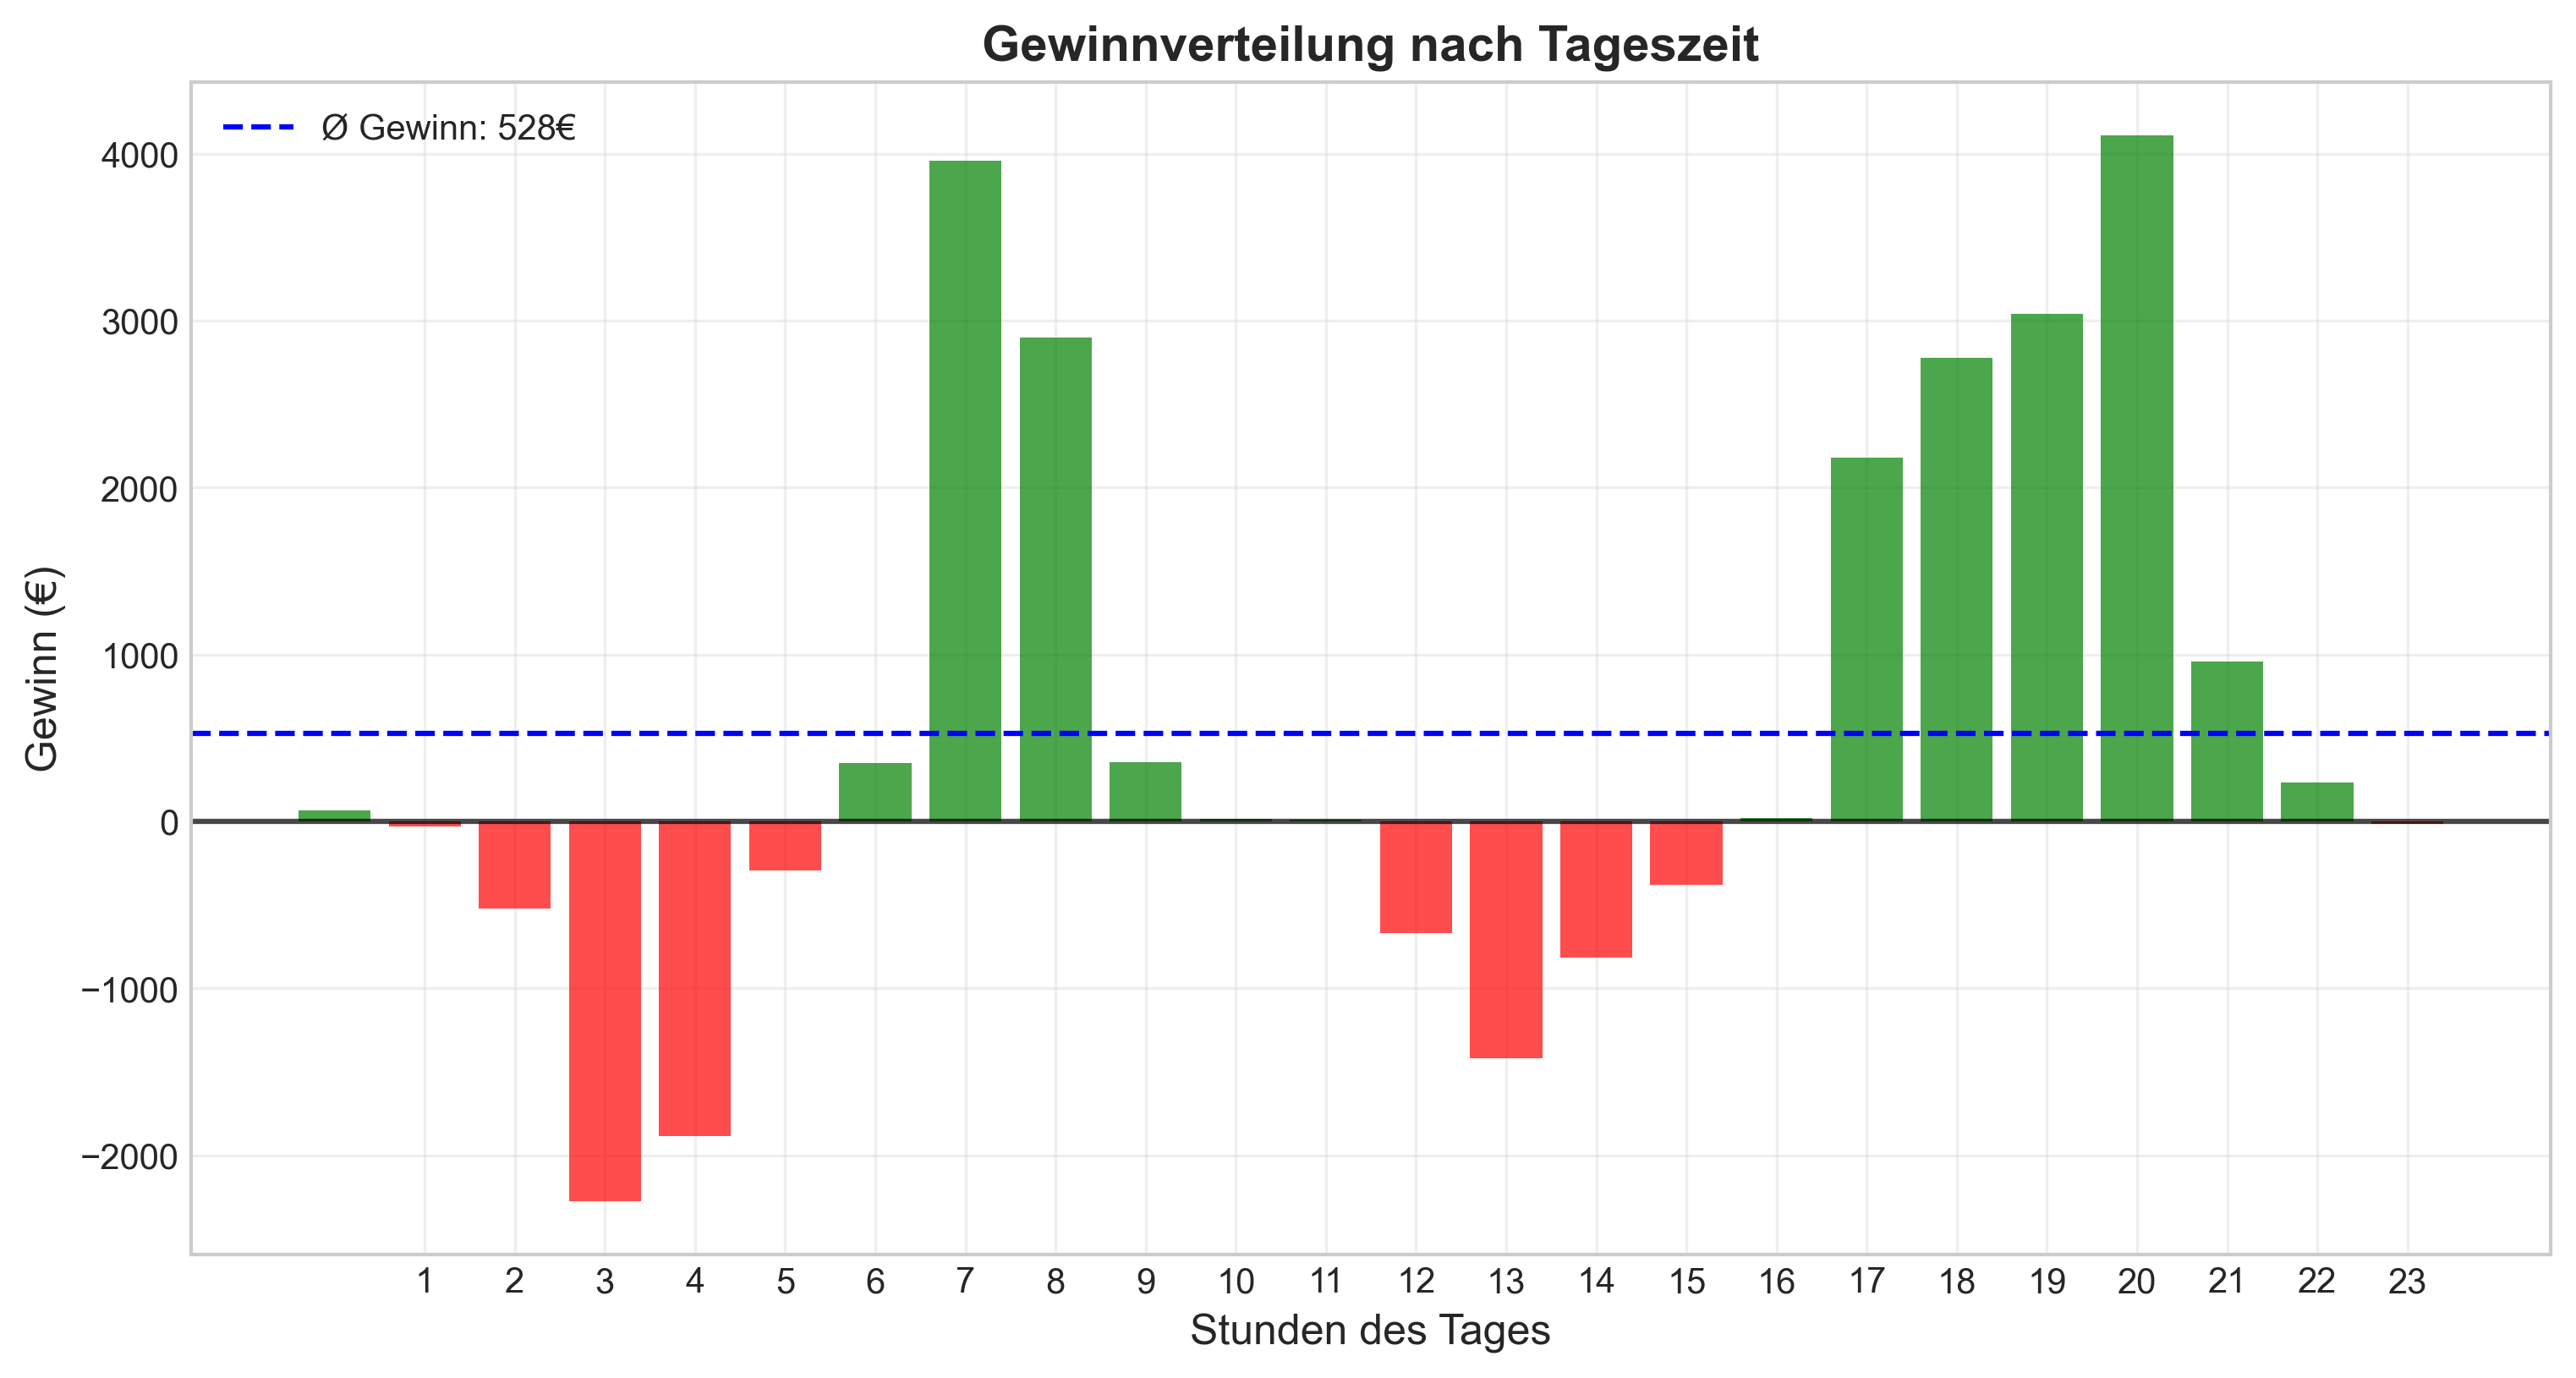 Gewinnverteilung nach Tageszeit
Ø Gewinn: 528€
4000
3000
2000
1000
0
−1000
−2000
Gewinn (€)
1 2 3 4 5 6 7 8 9 10 11 12 13 14 15 16 17 18 19 20 21 22 23
Stunden des Tages